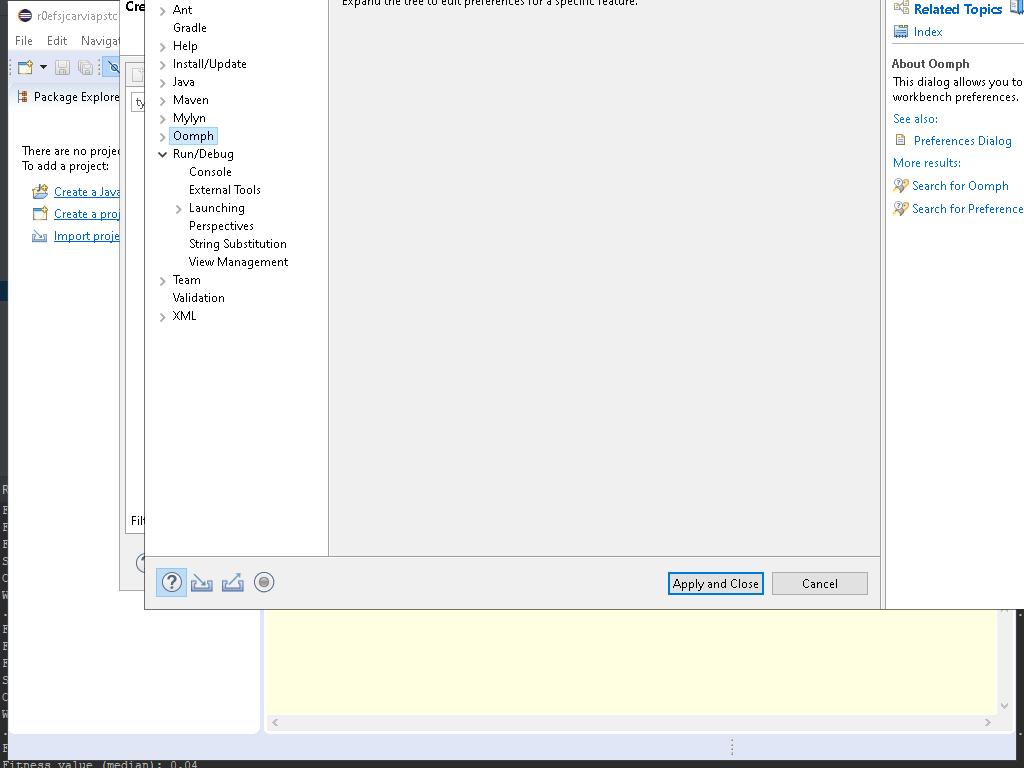 r0efsjcarviapstc
File Edit Navigat
Package Explore
There are no projec
To add a project:
Create a Java
Create a proj
Import proje
Cre
ty
Filt
Expand the tree to edit preferences for a specific feature.
Ant
Gradle
Help
Install/Update
Java
Maven
Mylyn
Oomph
Run/Debug
Console
External Tools
Launching
Perspectives
String Substitution
View Management
Team
Validation
XML
Apply and Close
Cancel
Related Topics
Index
About Oomph
This dialog allows you to
workbench preferences.
See also:
Preferences Dialog
More results:
Search for Oomph
Search for Preference
Fitness value (median): 0.04